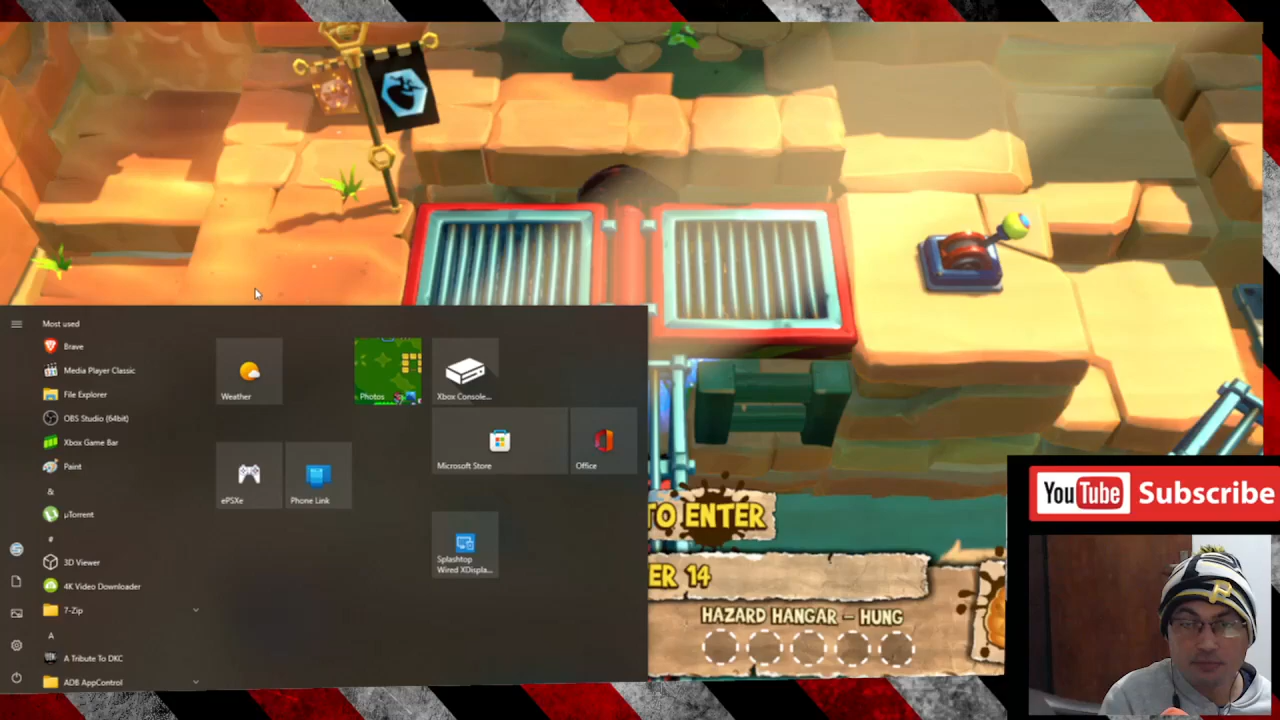 Most used
Brave
Media Player Classic
File Explorer
OBS Studio (64bit)
Xbox Game Bar
Paint
&
µTorrent
#
3D Viewer
4K Video Downloader
7-Zip
A
A Tribute To DKC
ADB AppControl
Weather
Photos
Xbox Console...
Microsoft Store
Office
ePSXe
Phone Link
Splashtop
Wired XDispla...
TO ENTER
ER 14
HAZARD HANGAR – HUNG
YouTube Subscribe